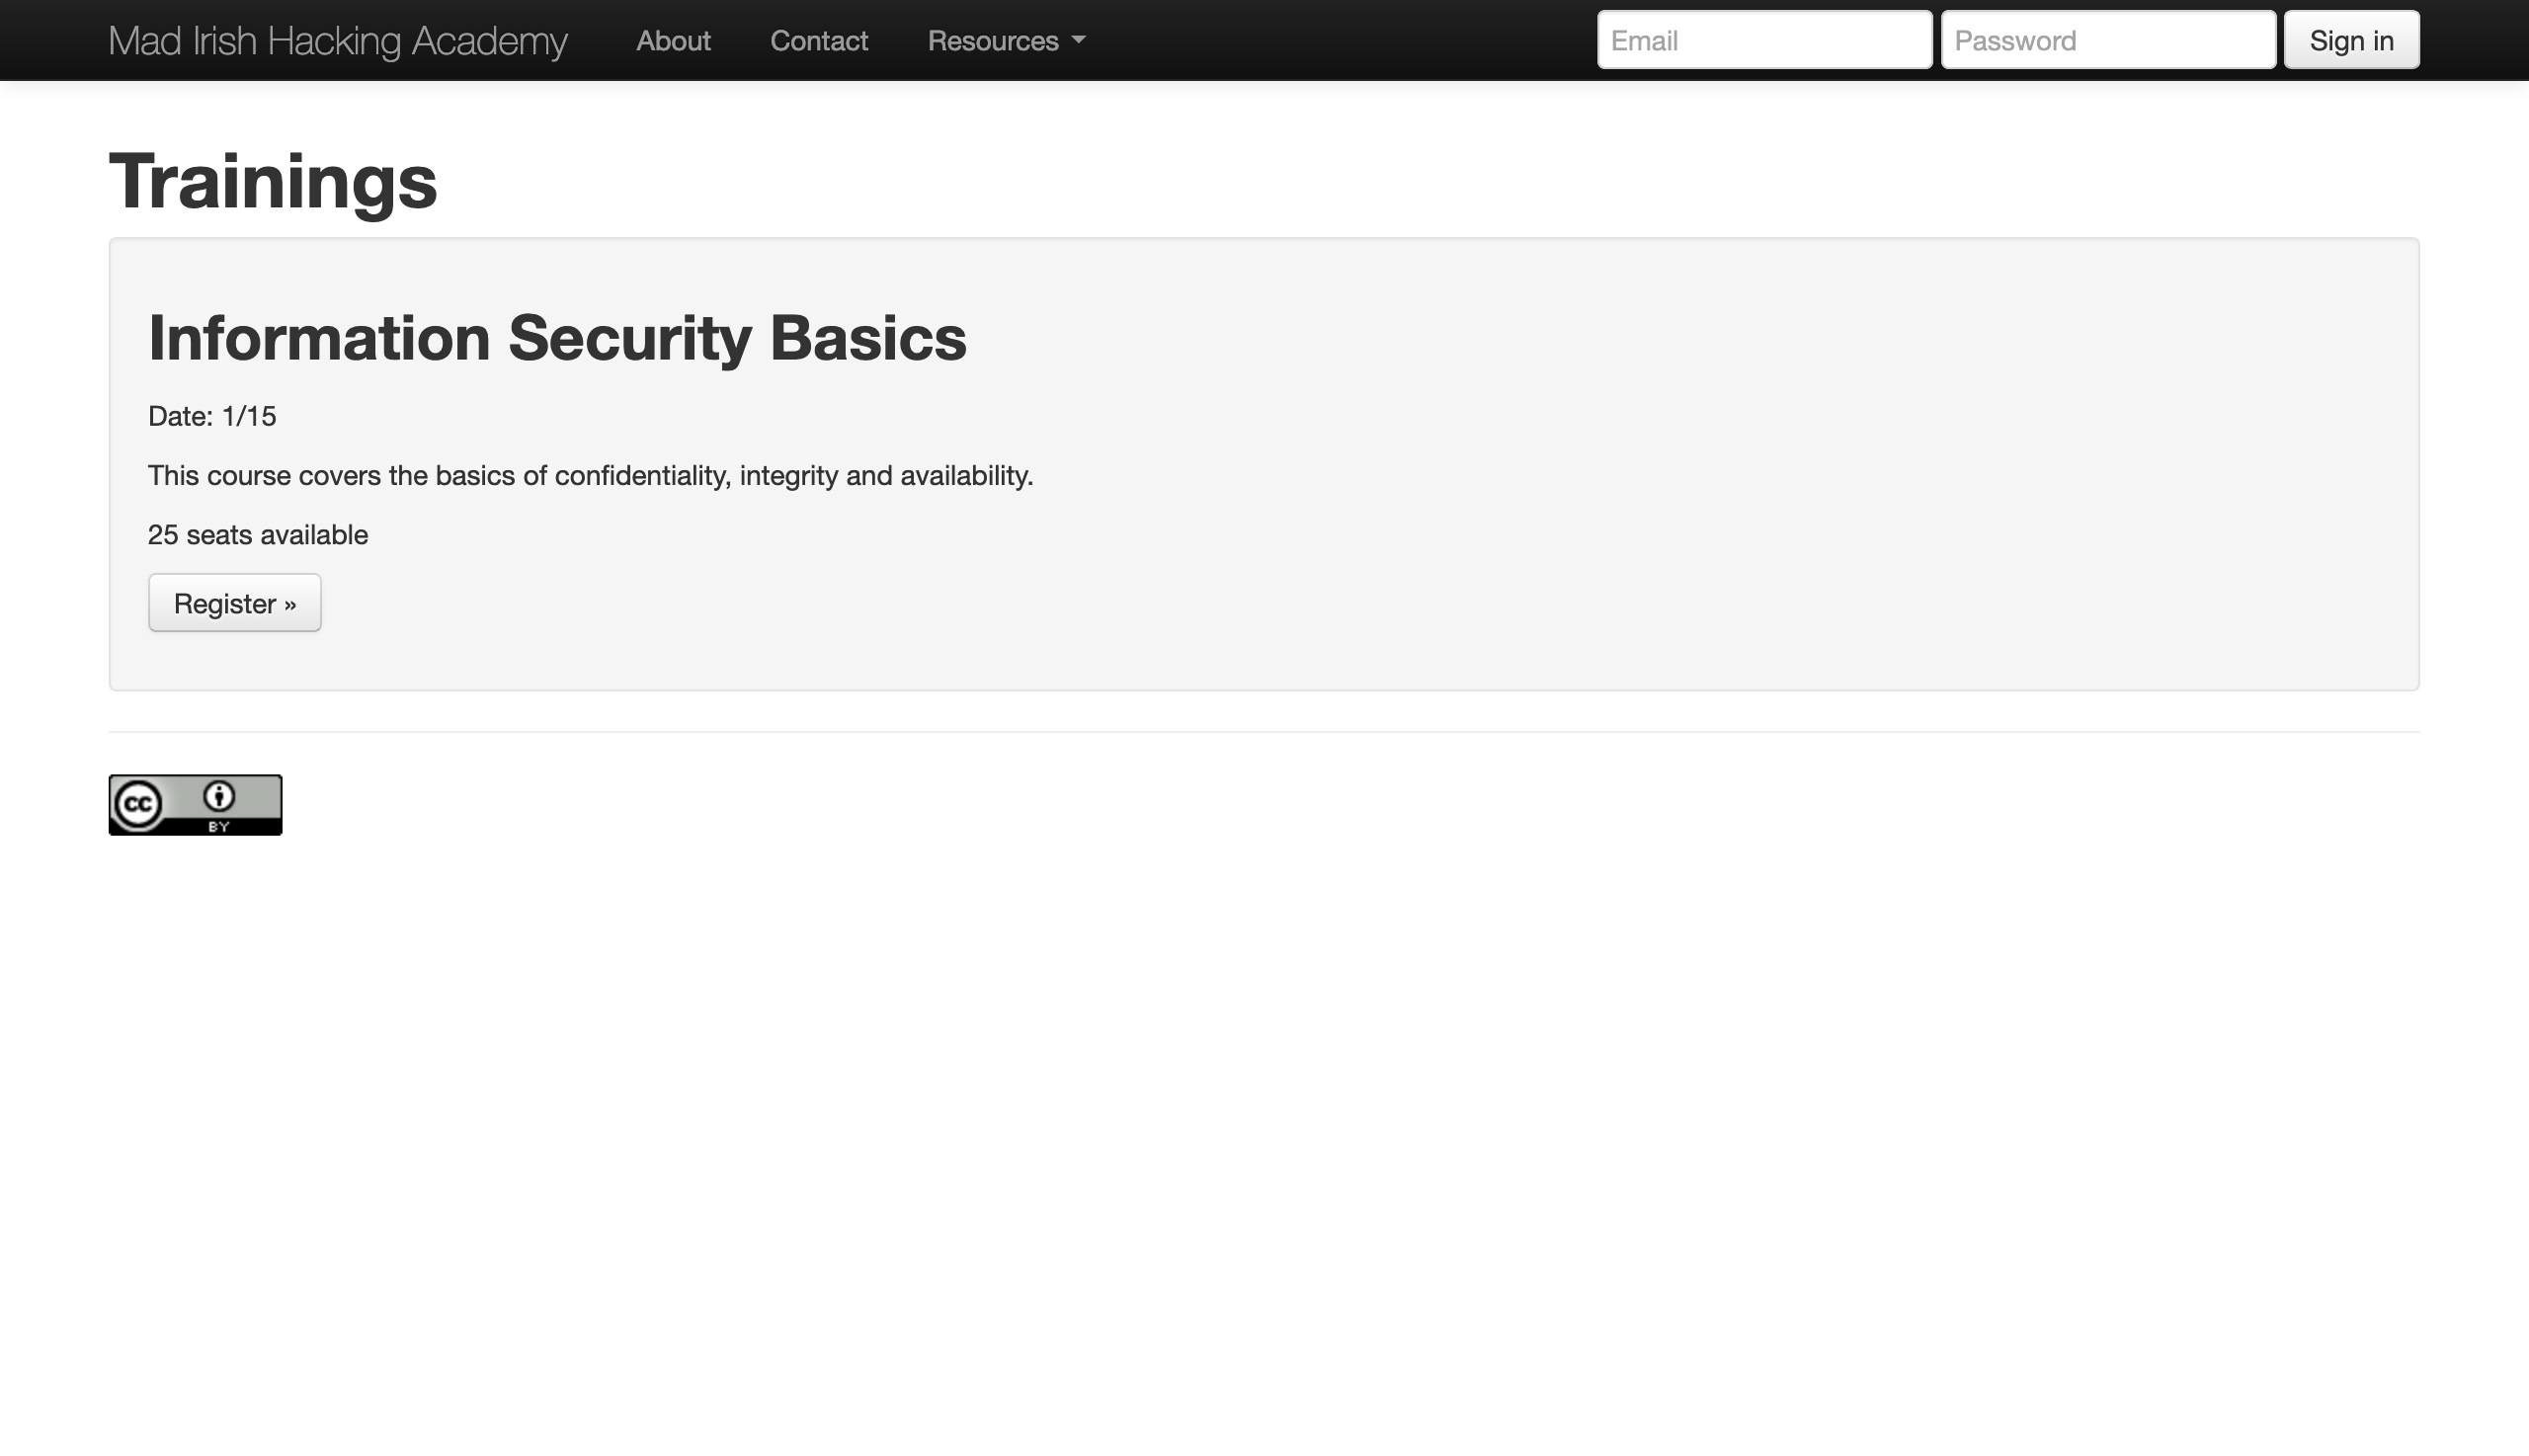 Mad Irish Hacking Academy About Contact Resources Email Password Sign in
Trainings
Information Security Basics
Date: 1/15
This course covers the basics of confidentiality, integrity and availability.
25 seats available
Register »
cc
BY